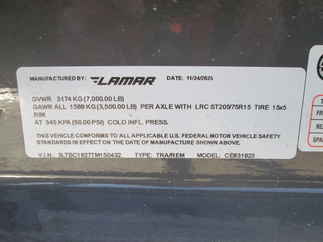 MANUFACTURED BY: LAMAR DATE: 11/24/2025
GVWR 3174 KG (7,000.00 LB)
GAWR ALL 1588 KG (3,500.00 LB) PER AXLE WITH LRC ST205/75R15 TIRE 15x5
RIM
AT 345 KPA (50.00 PSI) COLD INFL. PRESS.
THIS VEHICLE CONFORMS TO ALL APPLICABLE U.S. FEDERAL MOTOR VEHICLE SAFETY
STANDARDS IN EFFECT ON THE DATE OF MANUFACTURE SHOWN ABOVE.
V.I.N. TYPE: TRA/REM MODEL: